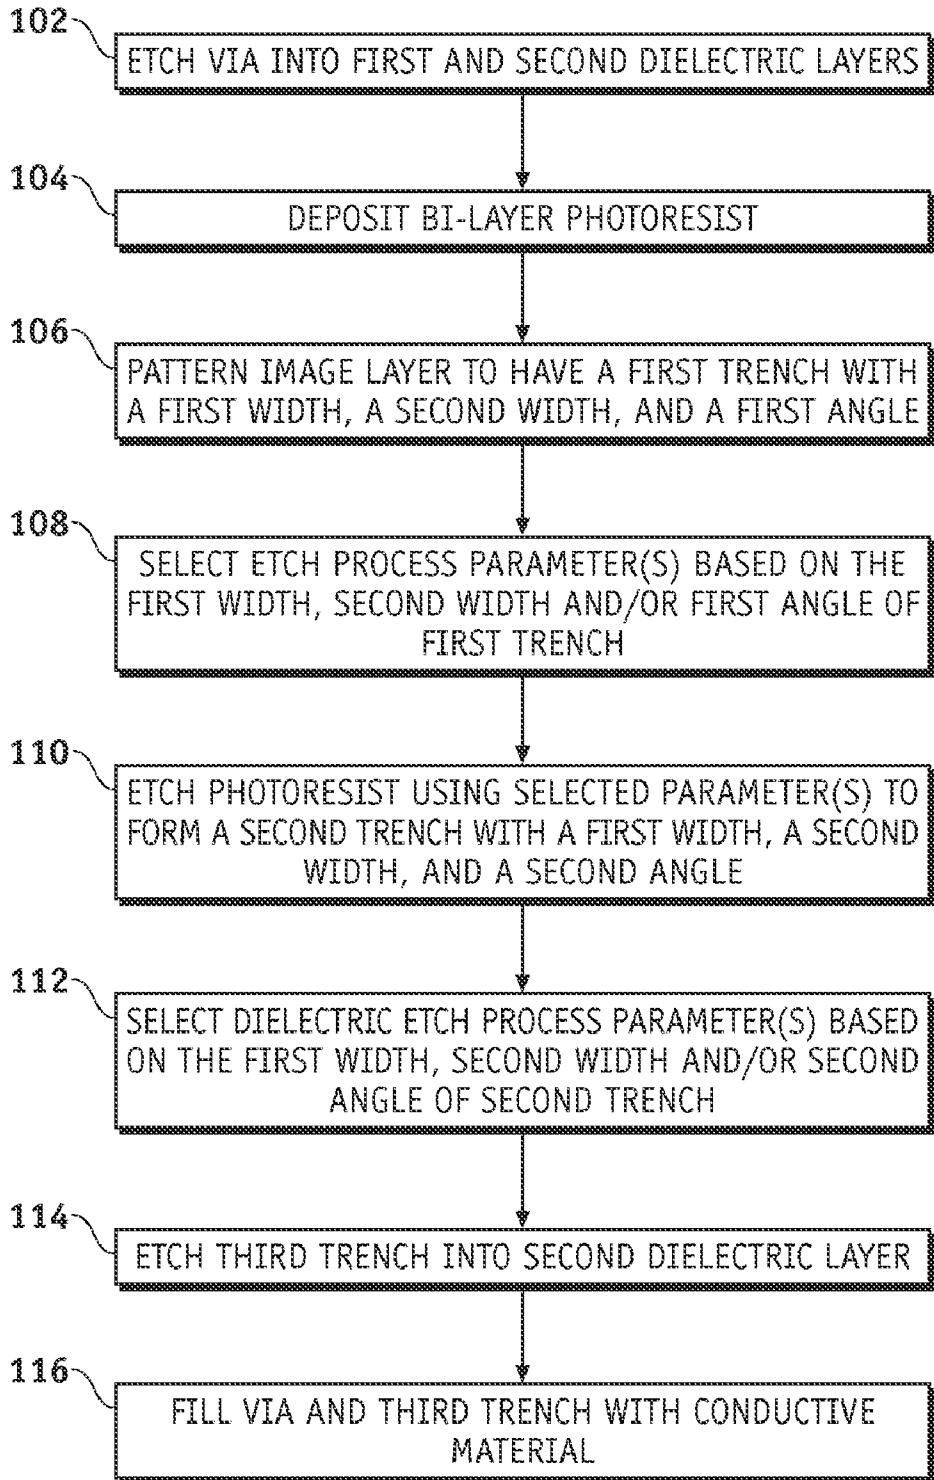 102
ETCH VIA INTO FIRST AND SECOND DIELECTRIC LAYERS
104
DEPOSIT BI-LAYER PHOTORESIST
106
PATTERN IMAGE LAYER TO HAVE A FIRST TRENCH WITH
A FIRST WIDTH, A SECOND WIDTH, AND A FIRST ANGLE
108
SELECT ETCH PROCESS PARAMETER(S) BASED ON THE
FIRST WIDTH, SECOND WIDTH AND/OR FIRST ANGLE OF
FIRST TRENCH
110
ETCH PHOTORESIST USING SELECTED PARAMETER(S) TO
FORM A SECOND TRENCH WITH A FIRST WIDTH, A SECOND
WIDTH, AND A SECOND ANGLE
112
SELECT DIELECTRIC ETCH PROCESS PARAMETER(S) BASED
ON THE FIRST WIDTH, SECOND WIDTH AND/OR SECOND
ANGLE OF SECOND TRENCH
114
ETCH THIRD TRENCH INTO SECOND DIELECTRIC LAYER
116
FILL VIA AND THIRD TRENCH WITH CONDUCTIVE
MATERIAL